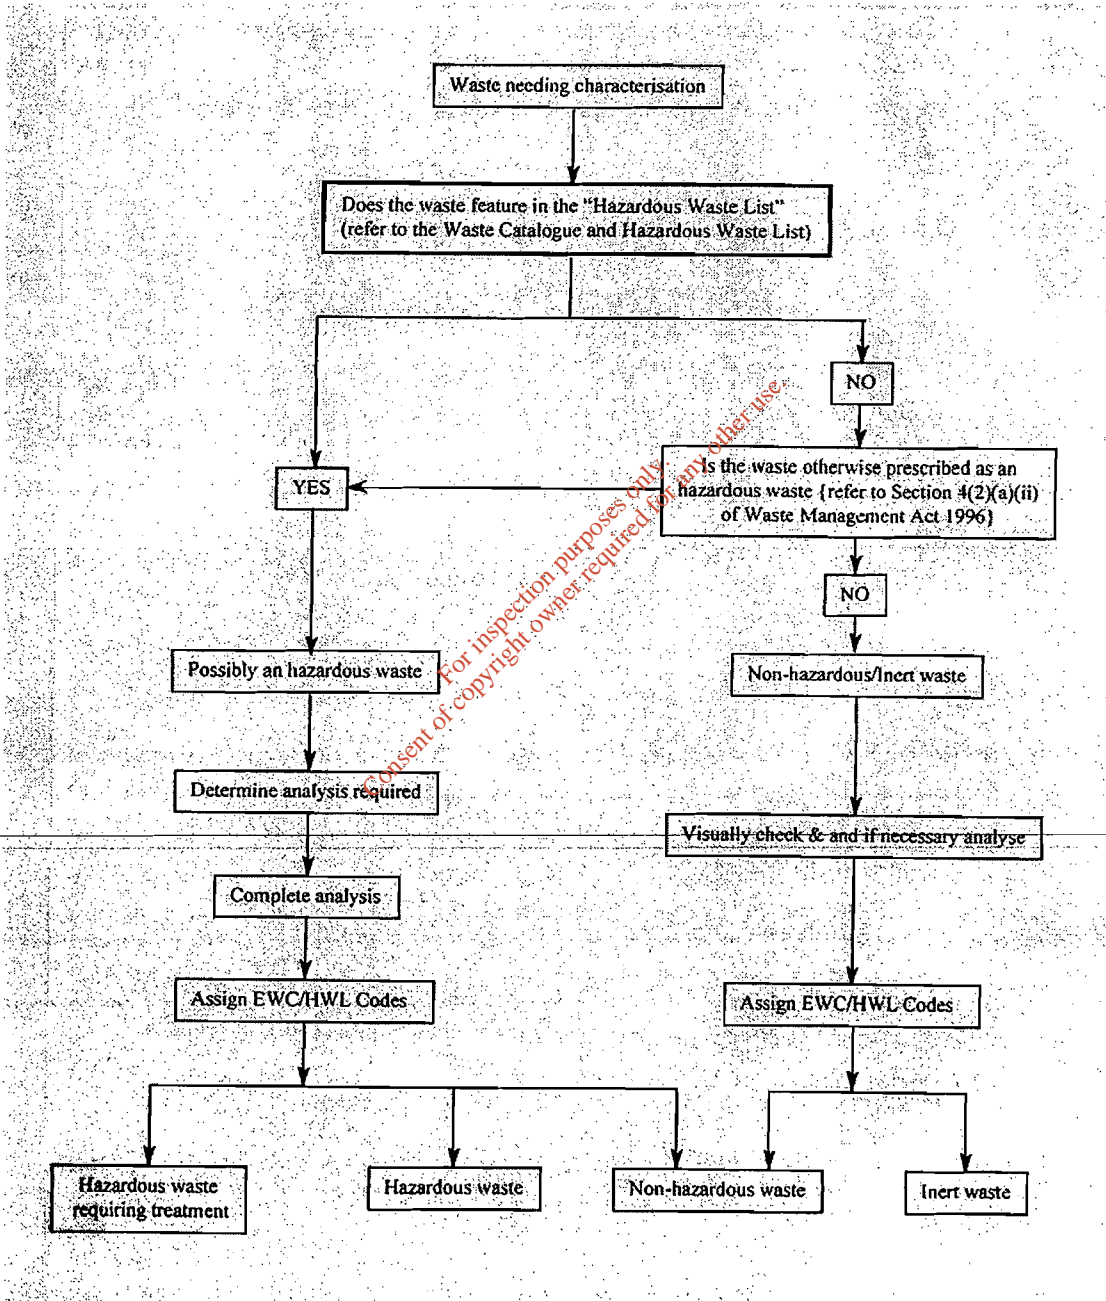 Waste needing characterisation
Does the waste feature in the "Hazardous Waste List"
(refer to the Waste Catalogue and Hazardous Waste List)
NO
Is the waste otherwise prescribed as an
hazardous waste {refer to Section 4(2)(a)(ii)
of Waste Management Act 1996}
YES
NO
Possibly an hazardous waste
Non-hazardous/Inert waste
Determine analysis required
Visually check & and if necessary analyse
Complete analysis
Assign EWC/HWL Codes
Assign EWC/HWL Codes
Hazardous waste
requiring treatment
Hazardous waste
Non-hazardous waste
Inert waste
For inspection purposes only.
Consent of copyright owner required for any other use.